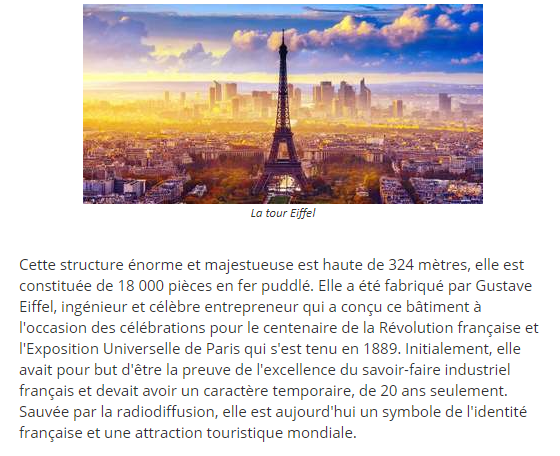 La tour Eiffel
Cette structure énorme et majestueuse est haute de 324 mètres, elle est
constituée de 18 000 pièces en fer puddlé. Elle a été fabriqué par Gustave
Eiffel, ingénieur et célèbre entrepreneur qui a conçu ce bâtiment à
l'occasion des célébrations pour le centenaire de la Révolution française et
l'Exposition Universelle de Paris qui s'est tenu en 1889. Initialement, elle
avait pour but d'être la preuve de l'excellence du savoir-faire industriel
français et devait avoir un caractère temporaire, de 20 ans seulement.
Sauvée par la radiodiffusion, elle est aujourd'hui un symbole de l'identité
française et une attraction touristique mondiale.